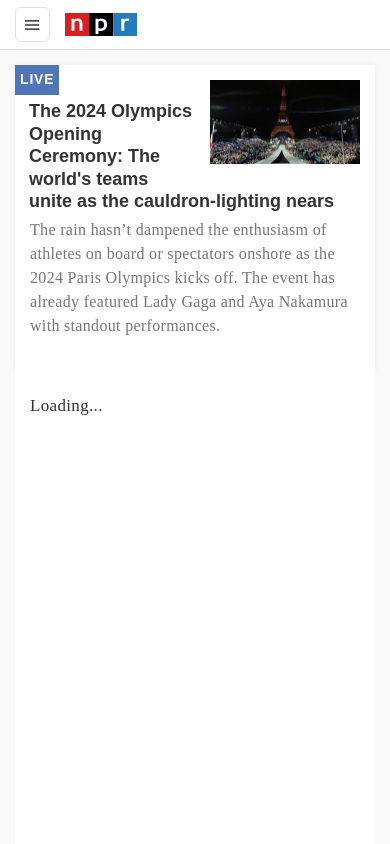 npr
LIVE
The 2024 Olympics
Opening
Ceremony: The
world's teams
unite as the cauldron-lighting nears
The rain hasn’t dampened the enthusiasm of
athletes on board or spectators onshore as the
2024 Paris Olympics kicks off. The event has
already featured Lady Gaga and Aya Nakamura
with standout performances.
Loading...